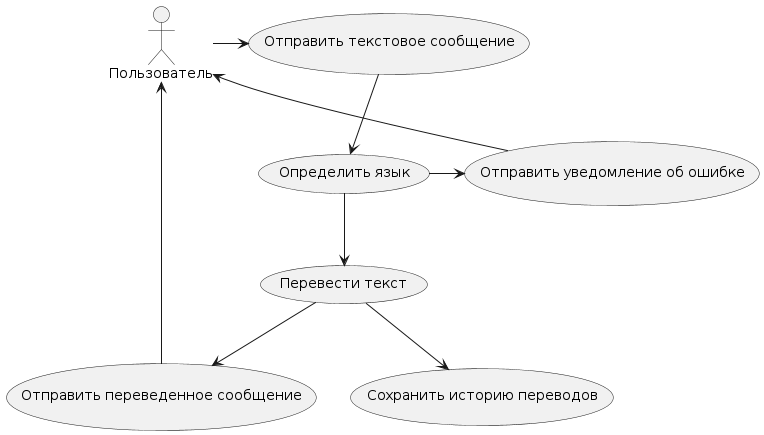 Отправить текстовое сообщение
Пользователь
Определить язык
Отправить уведомление об ошибке
Перевести текст
Отправить переведенное сообщение
Сохранить историю переводов